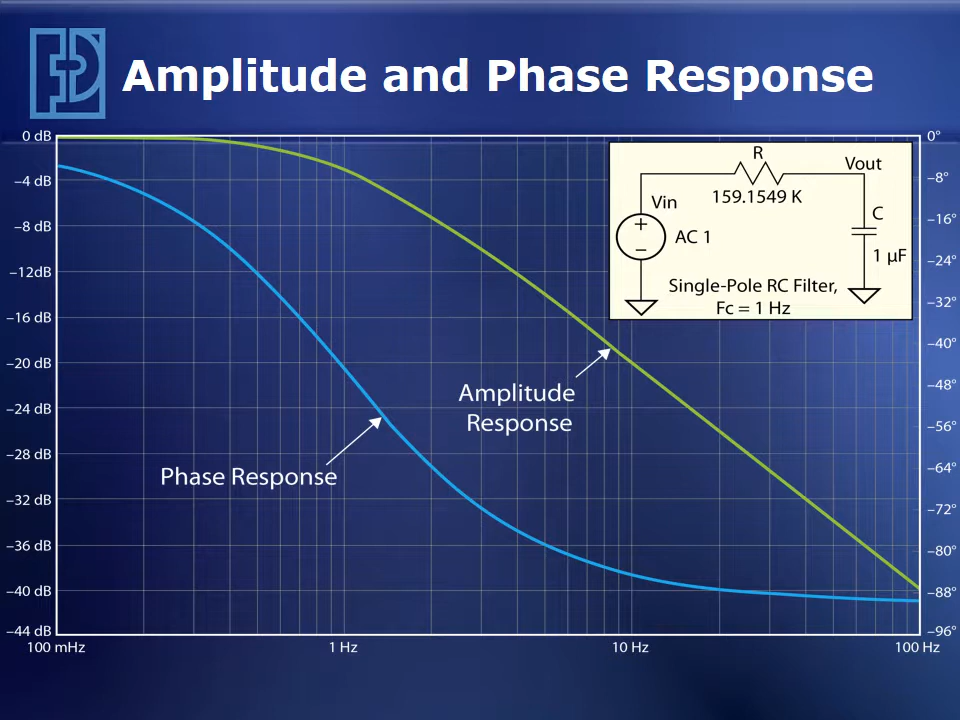 Amplitude and Phase Response
0 dB
–4 dB
–8 dB
–12dB
–16 dB
–20 dB
–24 dB
–28 dB
–32 dB
–36 dB
–40 dB
–44 dB
0°
–8°
–16°
–24°
–32°
–40°
–48°
–56°
–64°
–72°
–80°
–88°
–96°
R
Vout
159.1549 K
Vin
C
+
AC 1
–
1 µF
Single-Pole RC Filter,
Fc = 1 Hz
Amplitude
Response
Phase Response
100 mHz
1 Hz
10 Hz
100 Hz